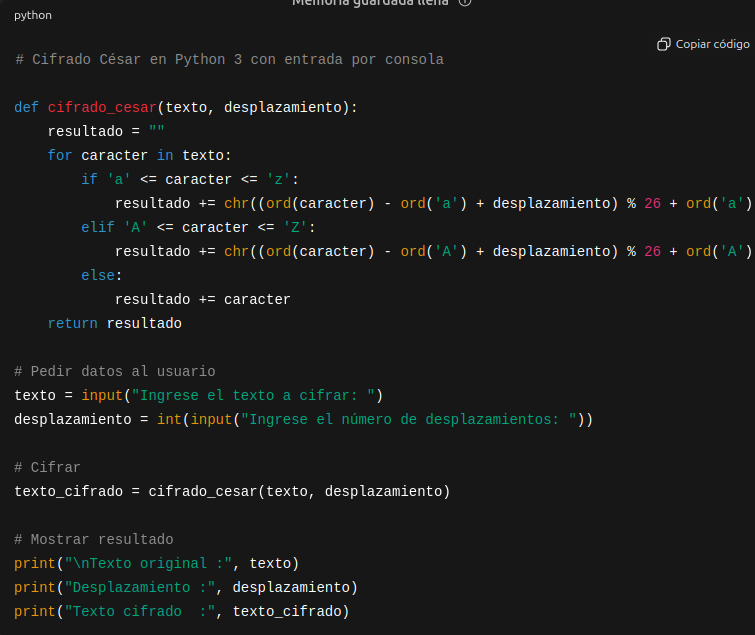 Memoria guardada llena
python
Copiar código
# Cifrado César en Python 3 con entrada por consola
def cifrado_cesar(texto, desplazamiento):
    resultado = ""
    for caracter in texto:
        if 'a' <= caracter <= 'z':
            resultado += chr((ord(caracter) - ord('a') + desplazamiento) % 26 + ord('a')
        elif 'A' <= caracter <= 'Z':
            resultado += chr((ord(caracter) - ord('A') + desplazamiento) % 26 + ord('A')
        else:
            resultado += caracter
    return resultado
# Pedir datos al usuario
texto = input("Ingrese el texto a cifrar: ")
desplazamiento = int(input("Ingrese el número de desplazamientos: "))
# Cifrar
texto_cifrado = cifrado_cesar(texto, desplazamiento)
# Mostrar resultado
print("\nTexto original :", texto)
print("Desplazamiento :", desplazamiento)
print("Texto cifrado  :", texto_cifrado)